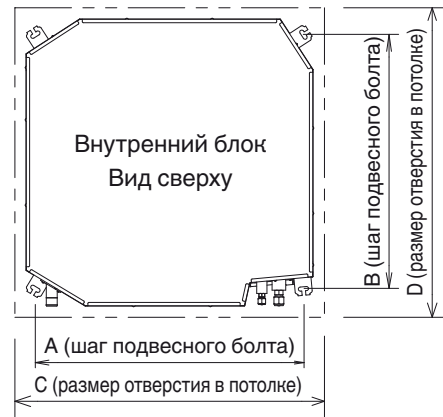 Внутренний блок
Вид сверху
B (шаг подвесного болта)
D (размер отверстия в потолке)
A (шаг подвесного болта)
C (размер отверстия в потолке)